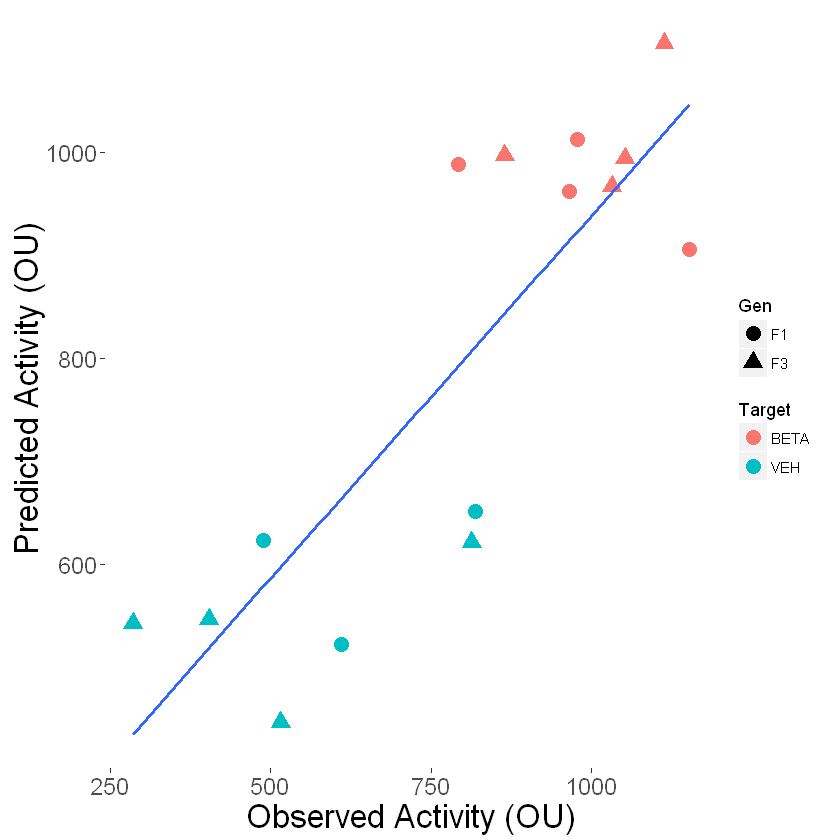 Predicted Activity (OU)
1000
800
600
250 500 750 1000
Observed Activity (OU)
Gen
F1
F3
Target
BETA
VEH